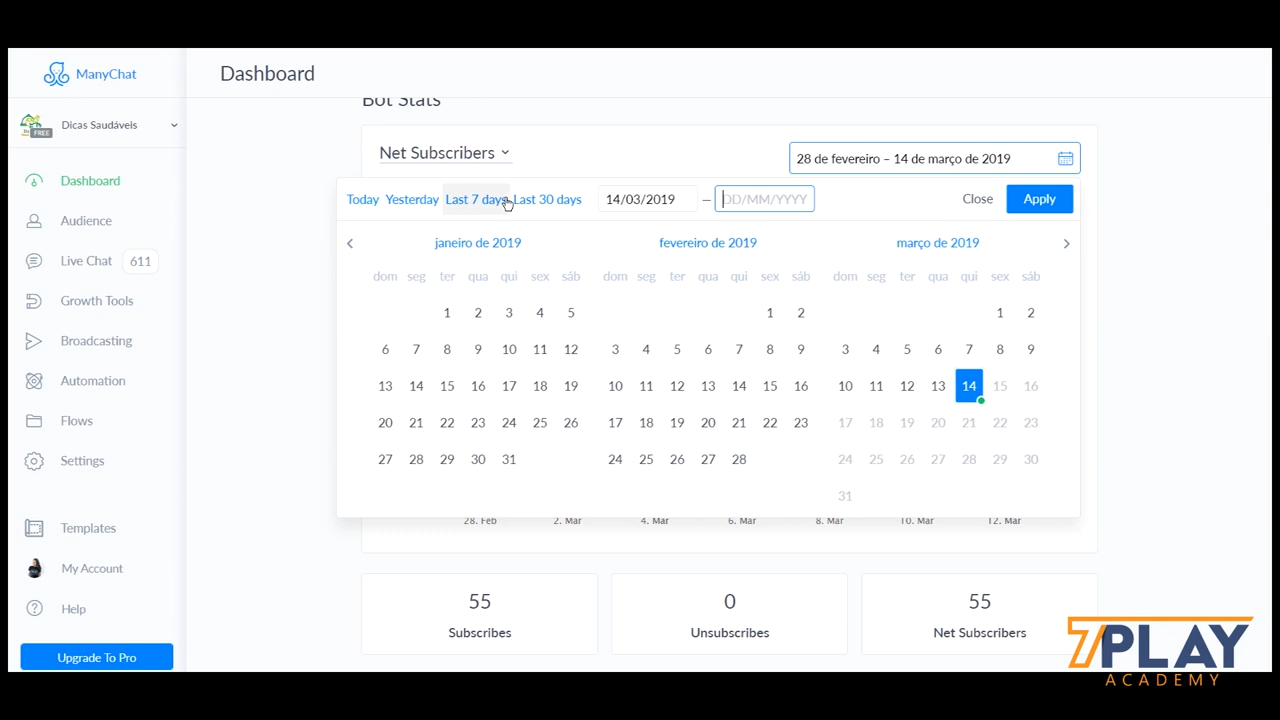 ManyChat
Dashboard
Bot Stats
FREE
Dicas Saudáveis
Net Subscribers
28 de fevereiro – 14 de março de 2019
Dashboard
Today Yesterday Last 7 days Last 30 days 14/03/2019 – DD/MM/YYYY Close Apply
Audience
janeiro de 2019 fevereiro de 2019 março de 2019
Live Chat 611
dom seg ter qua qui sex sáb dom seg ter qua qui sex sáb dom seg ter qua qui sex sáb
Growth Tools
1 2 3 4 5 1 2 1 2
Broadcasting
6 7 8 9 10 11 12 3 4 5 6 7 8 9 3 4 5 6 7 8 9
Automation
13 14 15 16 17 18 19 10 11 12 13 14 15 16 10 11 12 13 14 15 16
Flows
20 21 22 23 24 25 26 17 18 19 20 21 22 23 17 18 19 20 21 22 23
Settings
27 28 29 30 31 24 25 26 27 28 24 25 26 27 28 29 30
31
28. Feb 2. Mar 4. Mar 6. Mar 8. Mar 10. Mar 12. Mar
Templates
My Account
Help
Upgrade To Pro
55 0 55
Subscribes Unsubscribes Net Subscribers
7PLAY
ACADEMY